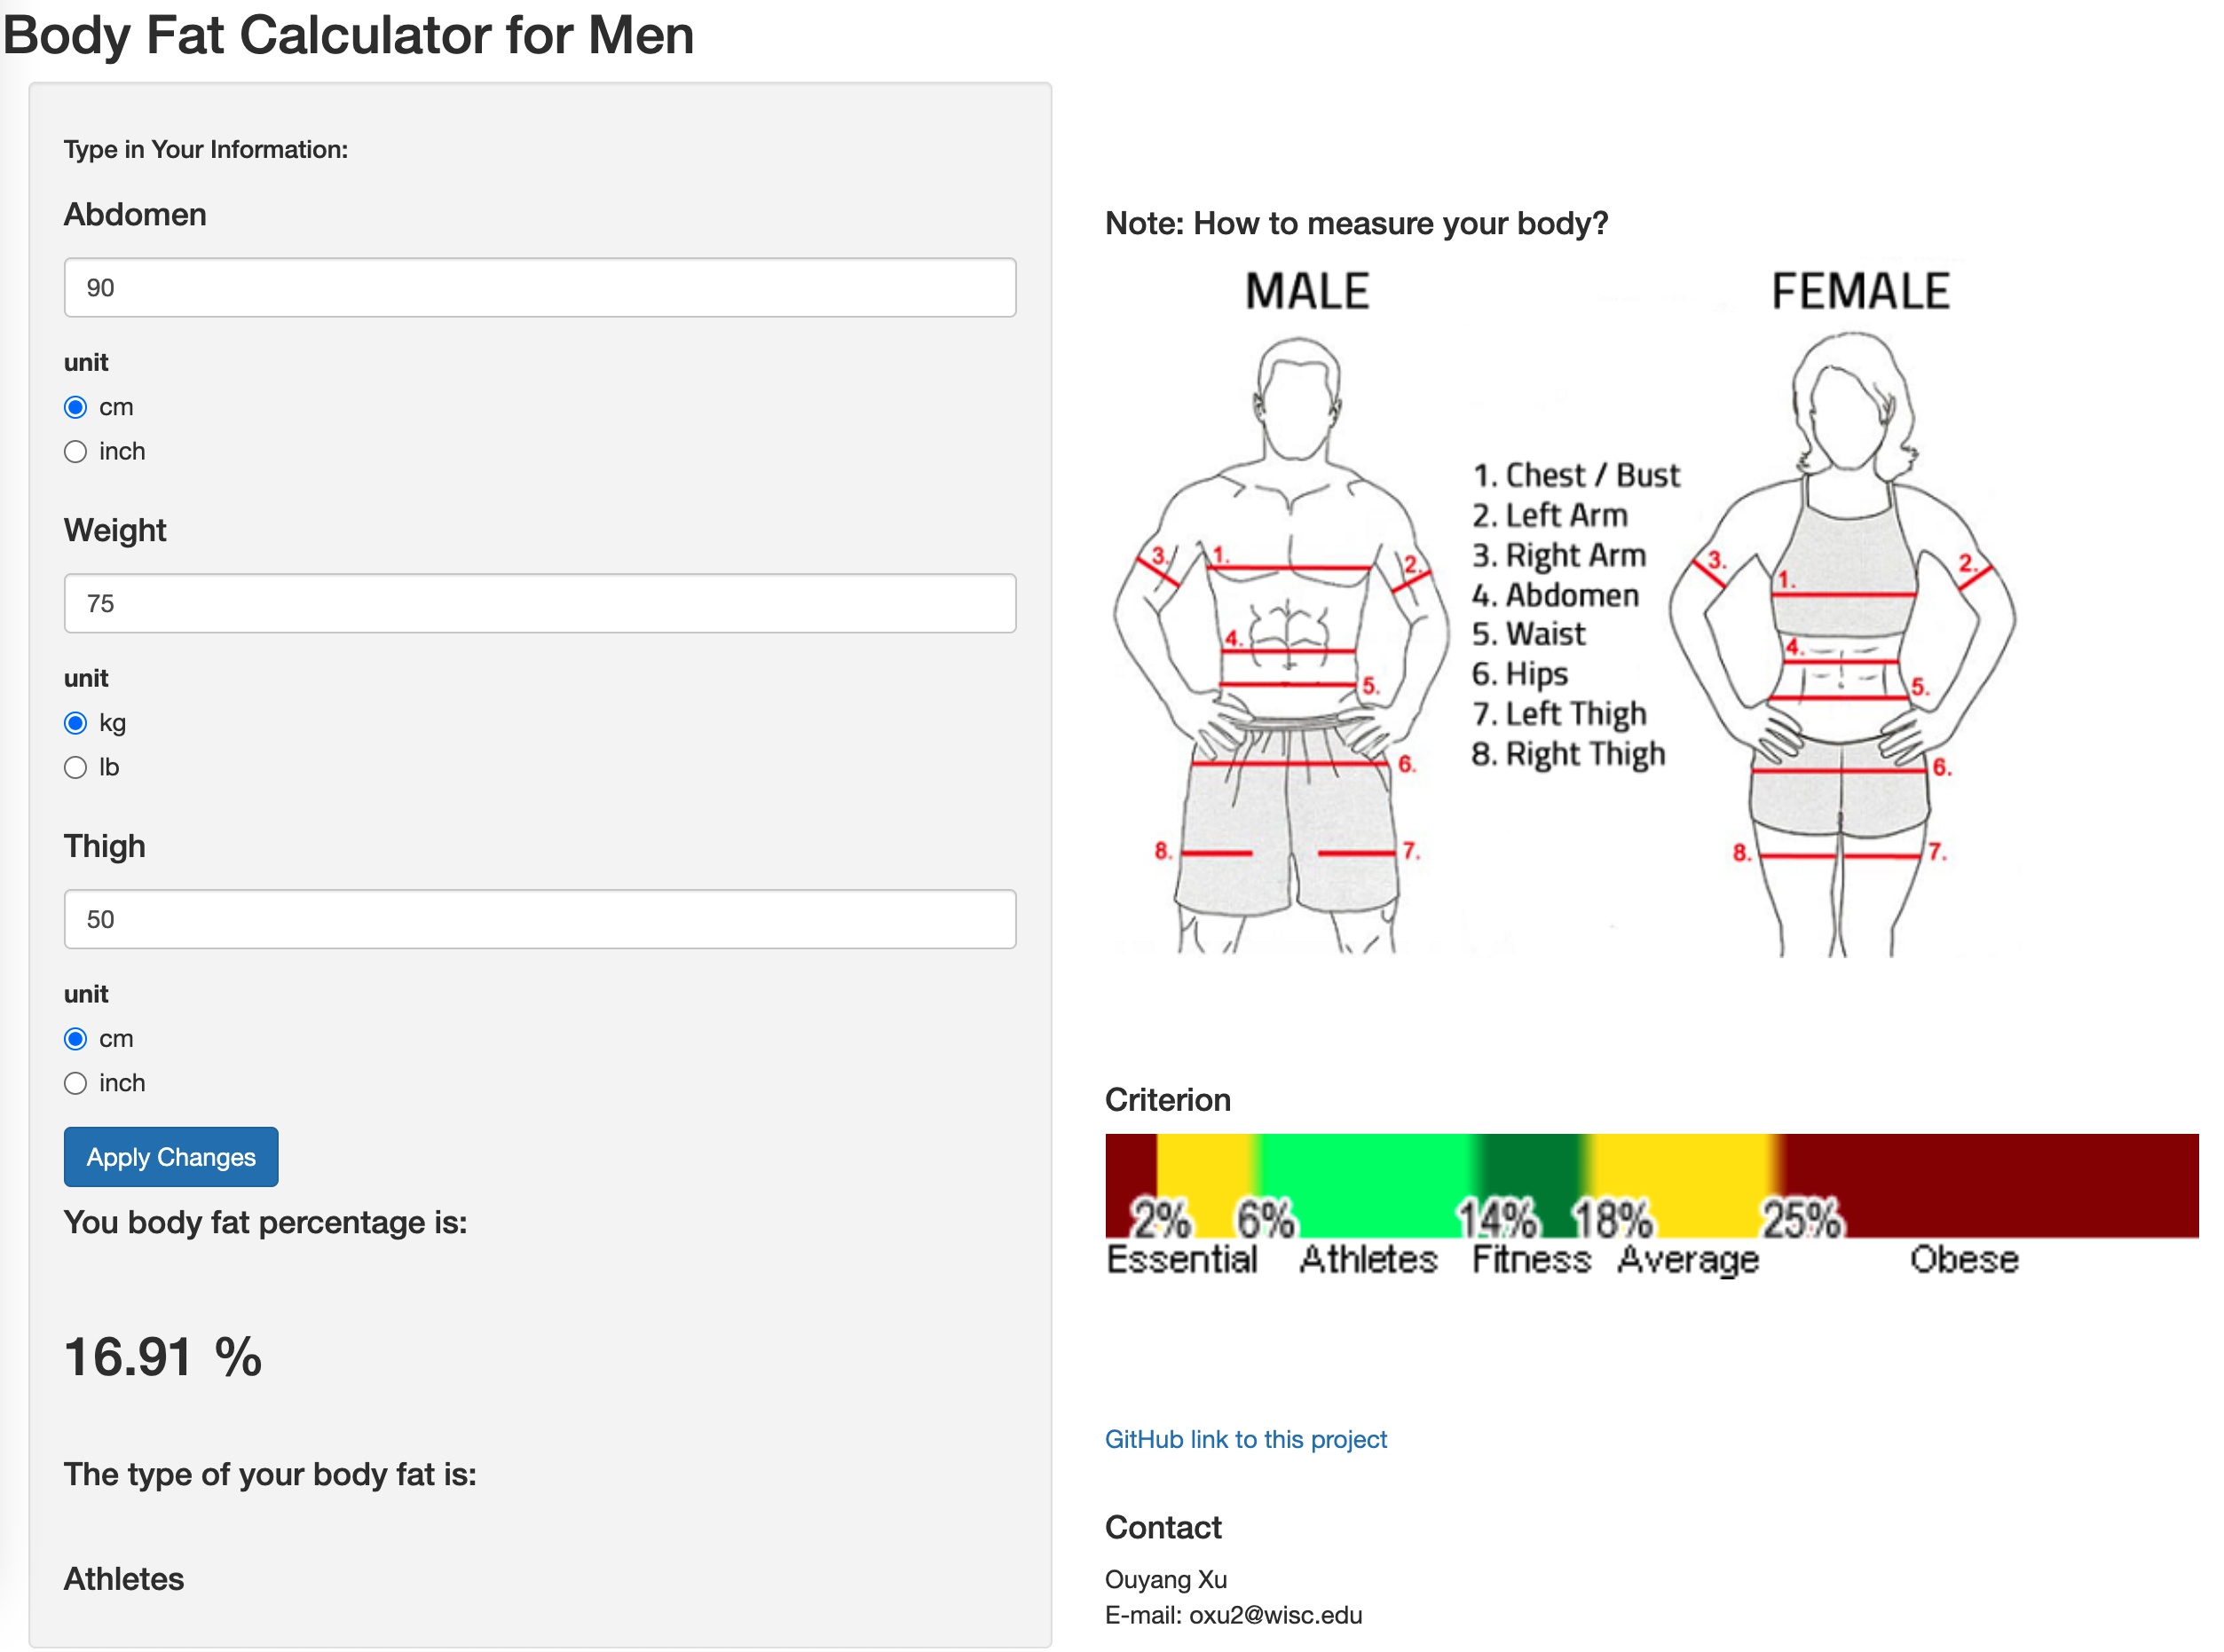 Body Fat Calculator for Men
Type in Your Information:
Abdomen
90
unit
cm
inch
Weight
75
unit
kg
lb
Thigh
50
unit
cm
inch
Apply Changes
You body fat percentage is:
16.91 %
The type of your body fat is:
Athletes
Note: How to measure your body?
MALE
FEMALE
1. Chest / Bust
2. Left Arm
3. Right Arm
4. Abdomen
5. Waist
6. Hips
7. Left Thigh
8. Right Thigh
3. 1. 2.
4.
5.
6.
8. 7.
3. 2.
1.
4.
5.
6.
8. 7.
Criterion
2% 6% 14% 18% 25%
Essential Athletes Fitness Average Obese
GitHub link to this project
Contact
Ouyang Xu
E-mail: oxu2@wisc.edu